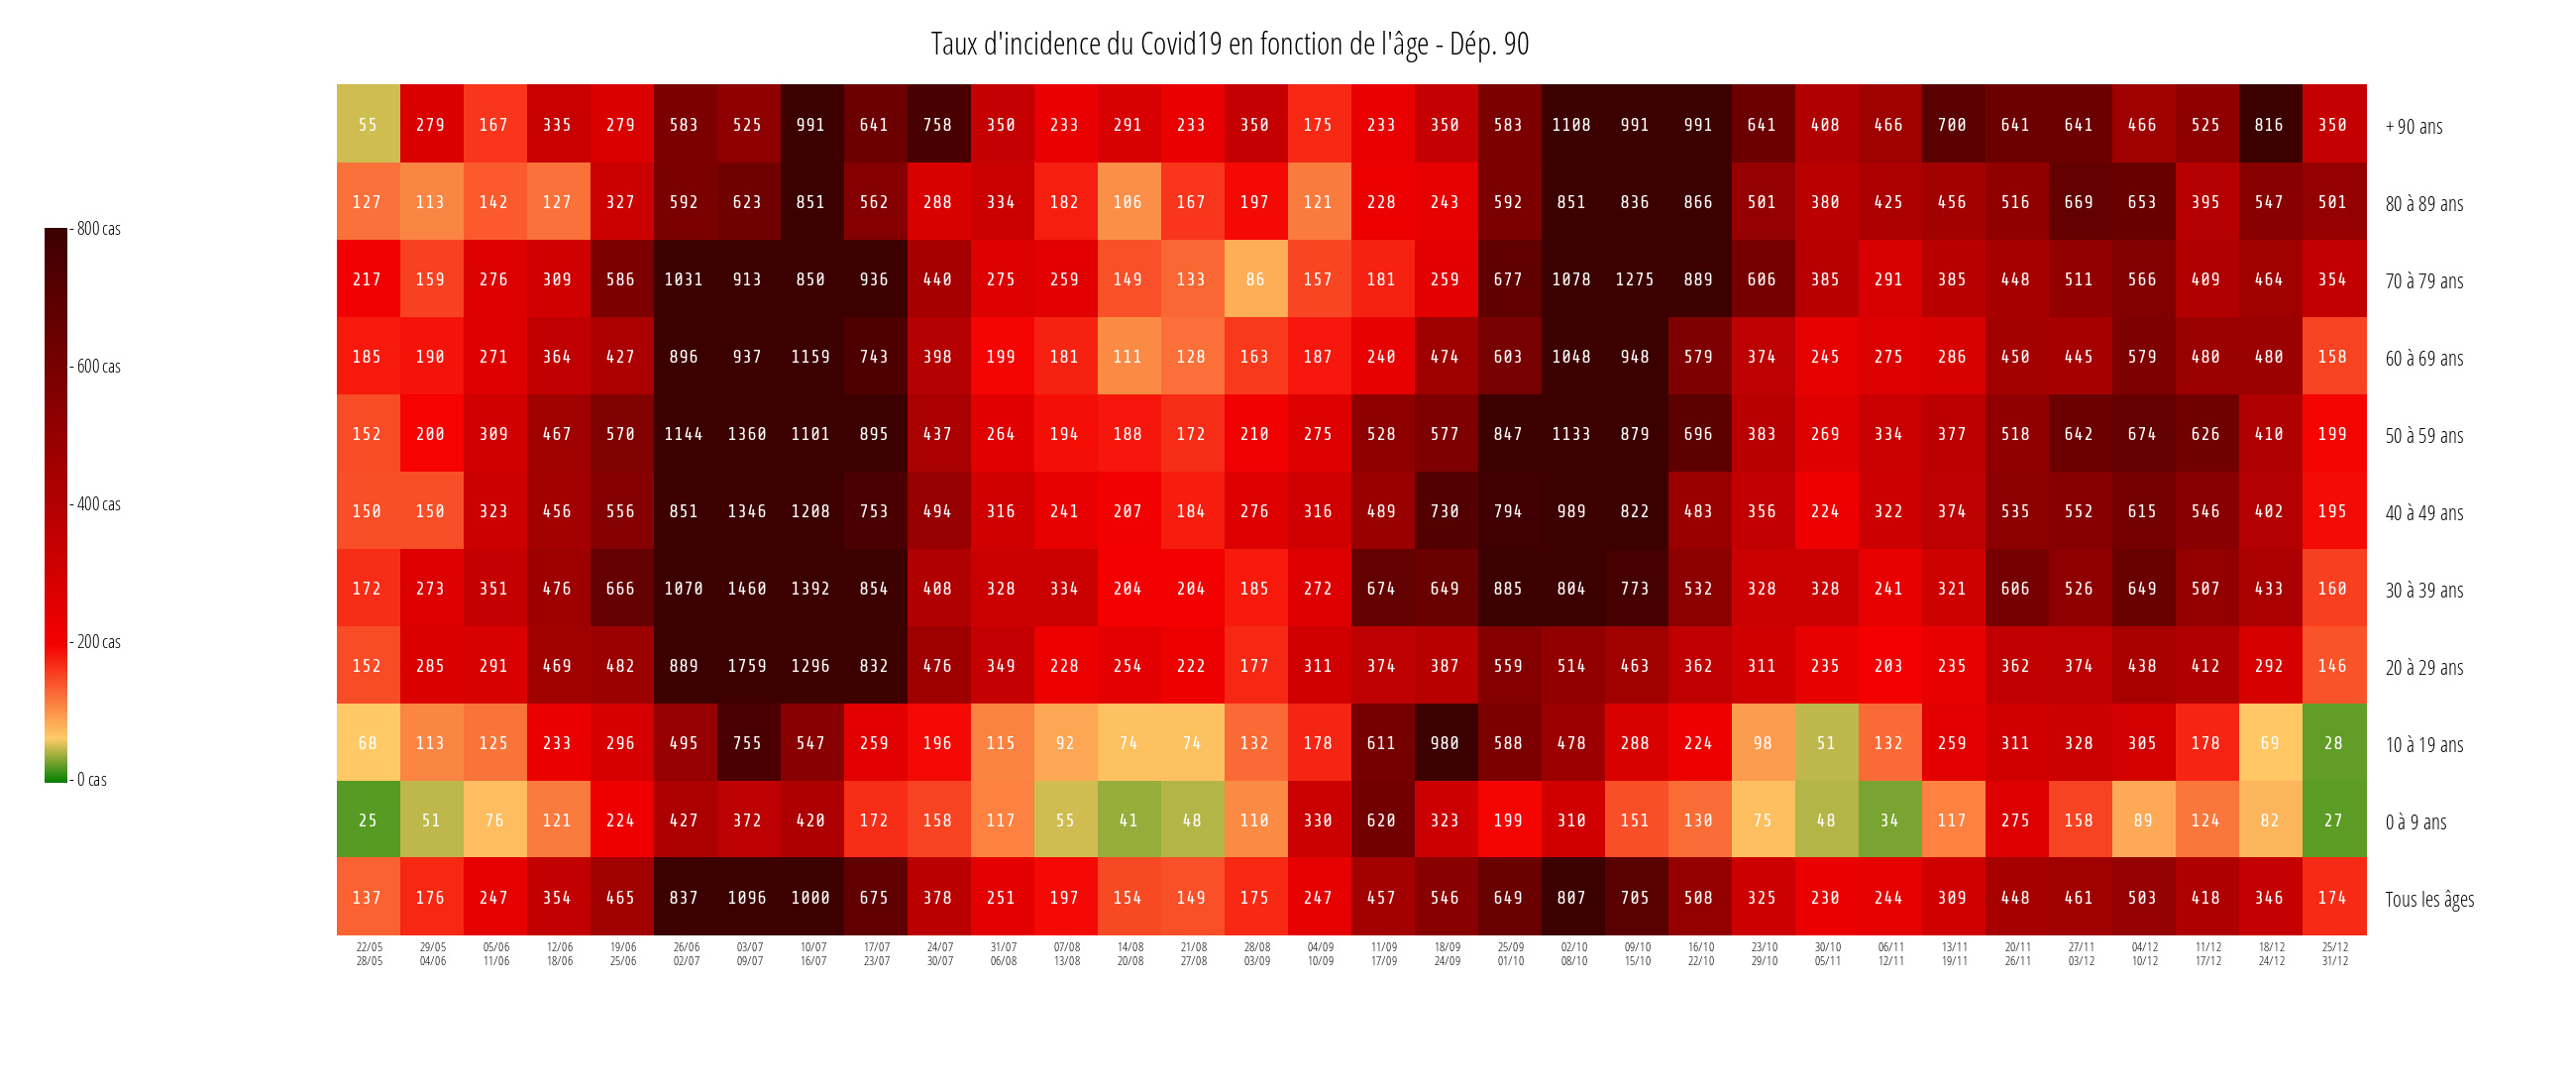 Taux d'incidence du Covid19 en fonction de l'âge - Dép. 90
55 279 167 335 279 583 525 991 641 758 350 233 291 233 350 175 233 350 583 1108 991 991 641 408 466 700 641 641 466 525 816 350 + 90 ans
127 113 142 127 327 592 623 851 562 288 334 182 106 167 197 121 228 243 592 851 836 866 501 380 425 456 516 669 653 395 547 501 80 à 89 ans
- 800 cas
217 159 276 309 586 1031 913 850 936 440 275 259 149 133 86 157 181 259 677 1078 1275 889 606 385 291 385 448 511 566 409 464 354 70 à 79 ans
185 190 271 364 427 896 937 1159 743 398 199 181 111 128 163 187 240 474 603 1048 948 579 374 245 275 286 450 445 579 480 480 158 60 à 69 ans
- 600 cas
152 200 309 467 570 1144 1360 1101 895 437 264 194 188 172 210 275 528 577 847 1133 879 696 383 269 334 377 518 642 674 626 410 199 50 à 59 ans
- 400 cas
150 150 323 456 556 851 1346 1208 753 494 316 241 207 184 276 316 489 730 794 989 822 483 356 224 322 374 535 552 615 546 402 195 40 à 49 ans
172 273 351 476 666 1070 1460 1392 854 408 328 334 204 204 185 272 674 649 885 804 773 532 328 328 241 321 606 526 649 507 433 160 30 à 39 ans
- 200 cas
152 285 291 469 482 889 1759 1296 832 476 349 228 254 222 177 311 374 387 559 514 463 362 311 235 203 235 362 374 438 412 292 146 20 à 29 ans
68 113 125 233 296 495 755 547 259 196 115 92 74 74 132 178 611 980 588 478 288 224 98 51 132 259 311 328 305 178 69 28 10 à 19 ans
- 0 cas
25 51 76 121 224 427 372 420 172 158 117 55 41 48 110 330 620 323 199 310 151 130 75 48 34 117 275 158 89 124 82 27 0 à 9 ans
137 176 247 354 465 837 1096 1000 675 378 251 197 154 149 175 247 457 546 649 807 705 508 325 230 244 309 448 461 503 418 346 174 Tous les âges
22/05 29/05 05/06 12/06 19/06 26/06 03/07 10/07 17/07 24/07 31/07 07/08 14/08 21/08 28/08 04/09 11/09 18/09 25/09 02/10 09/10 16/10 23/10 30/10 06/11 13/11 20/11 27/11 04/12 11/12 18/12 25/12
28/05 04/06 11/06 18/06 25/06 02/07 09/07 16/07 23/07 30/07 06/08 13/08 20/08 27/08 03/09 10/09 17/09 24/09 01/10 08/10 15/10 22/10 29/10 05/11 12/11 19/11 26/11 03/12 10/12 17/12 24/12 31/12